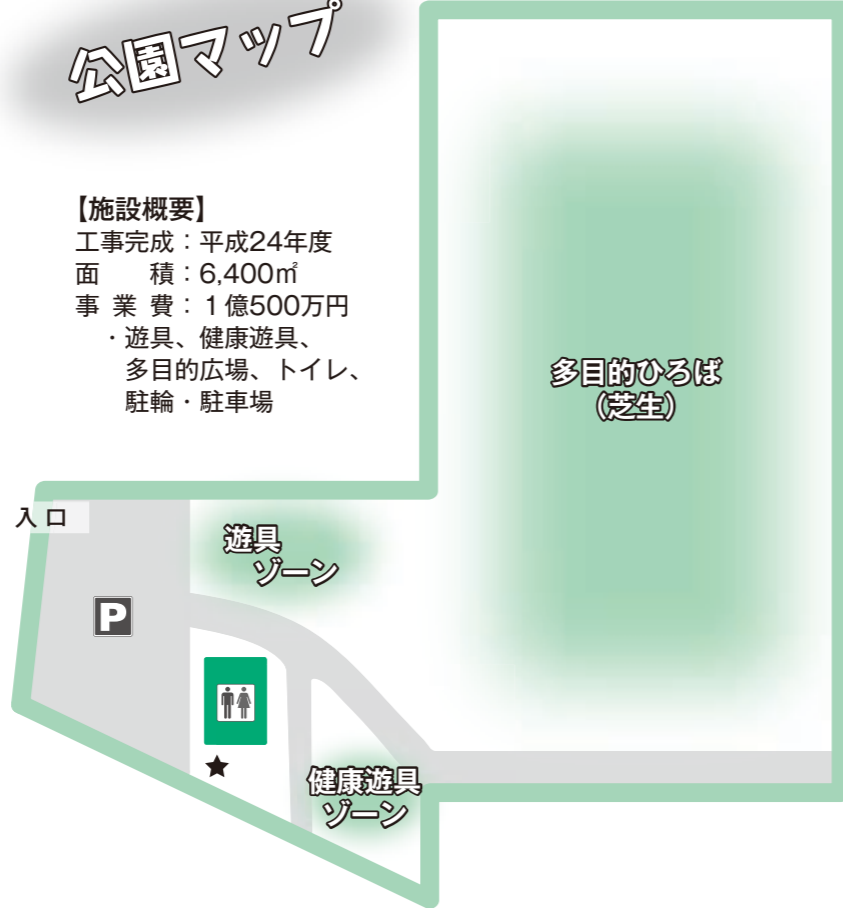 公園マップ
【施設概要】
工事完成：平成24年度
面　　積：6,400㎡
事 業 費：１億500万円
・遊具、健康遊具、
多目的広場、トイレ、
駐輪・駐車場
多目的ひろば
（芝生）
入口
遊具
ゾーン
P
★
健康遊具
ゾーン